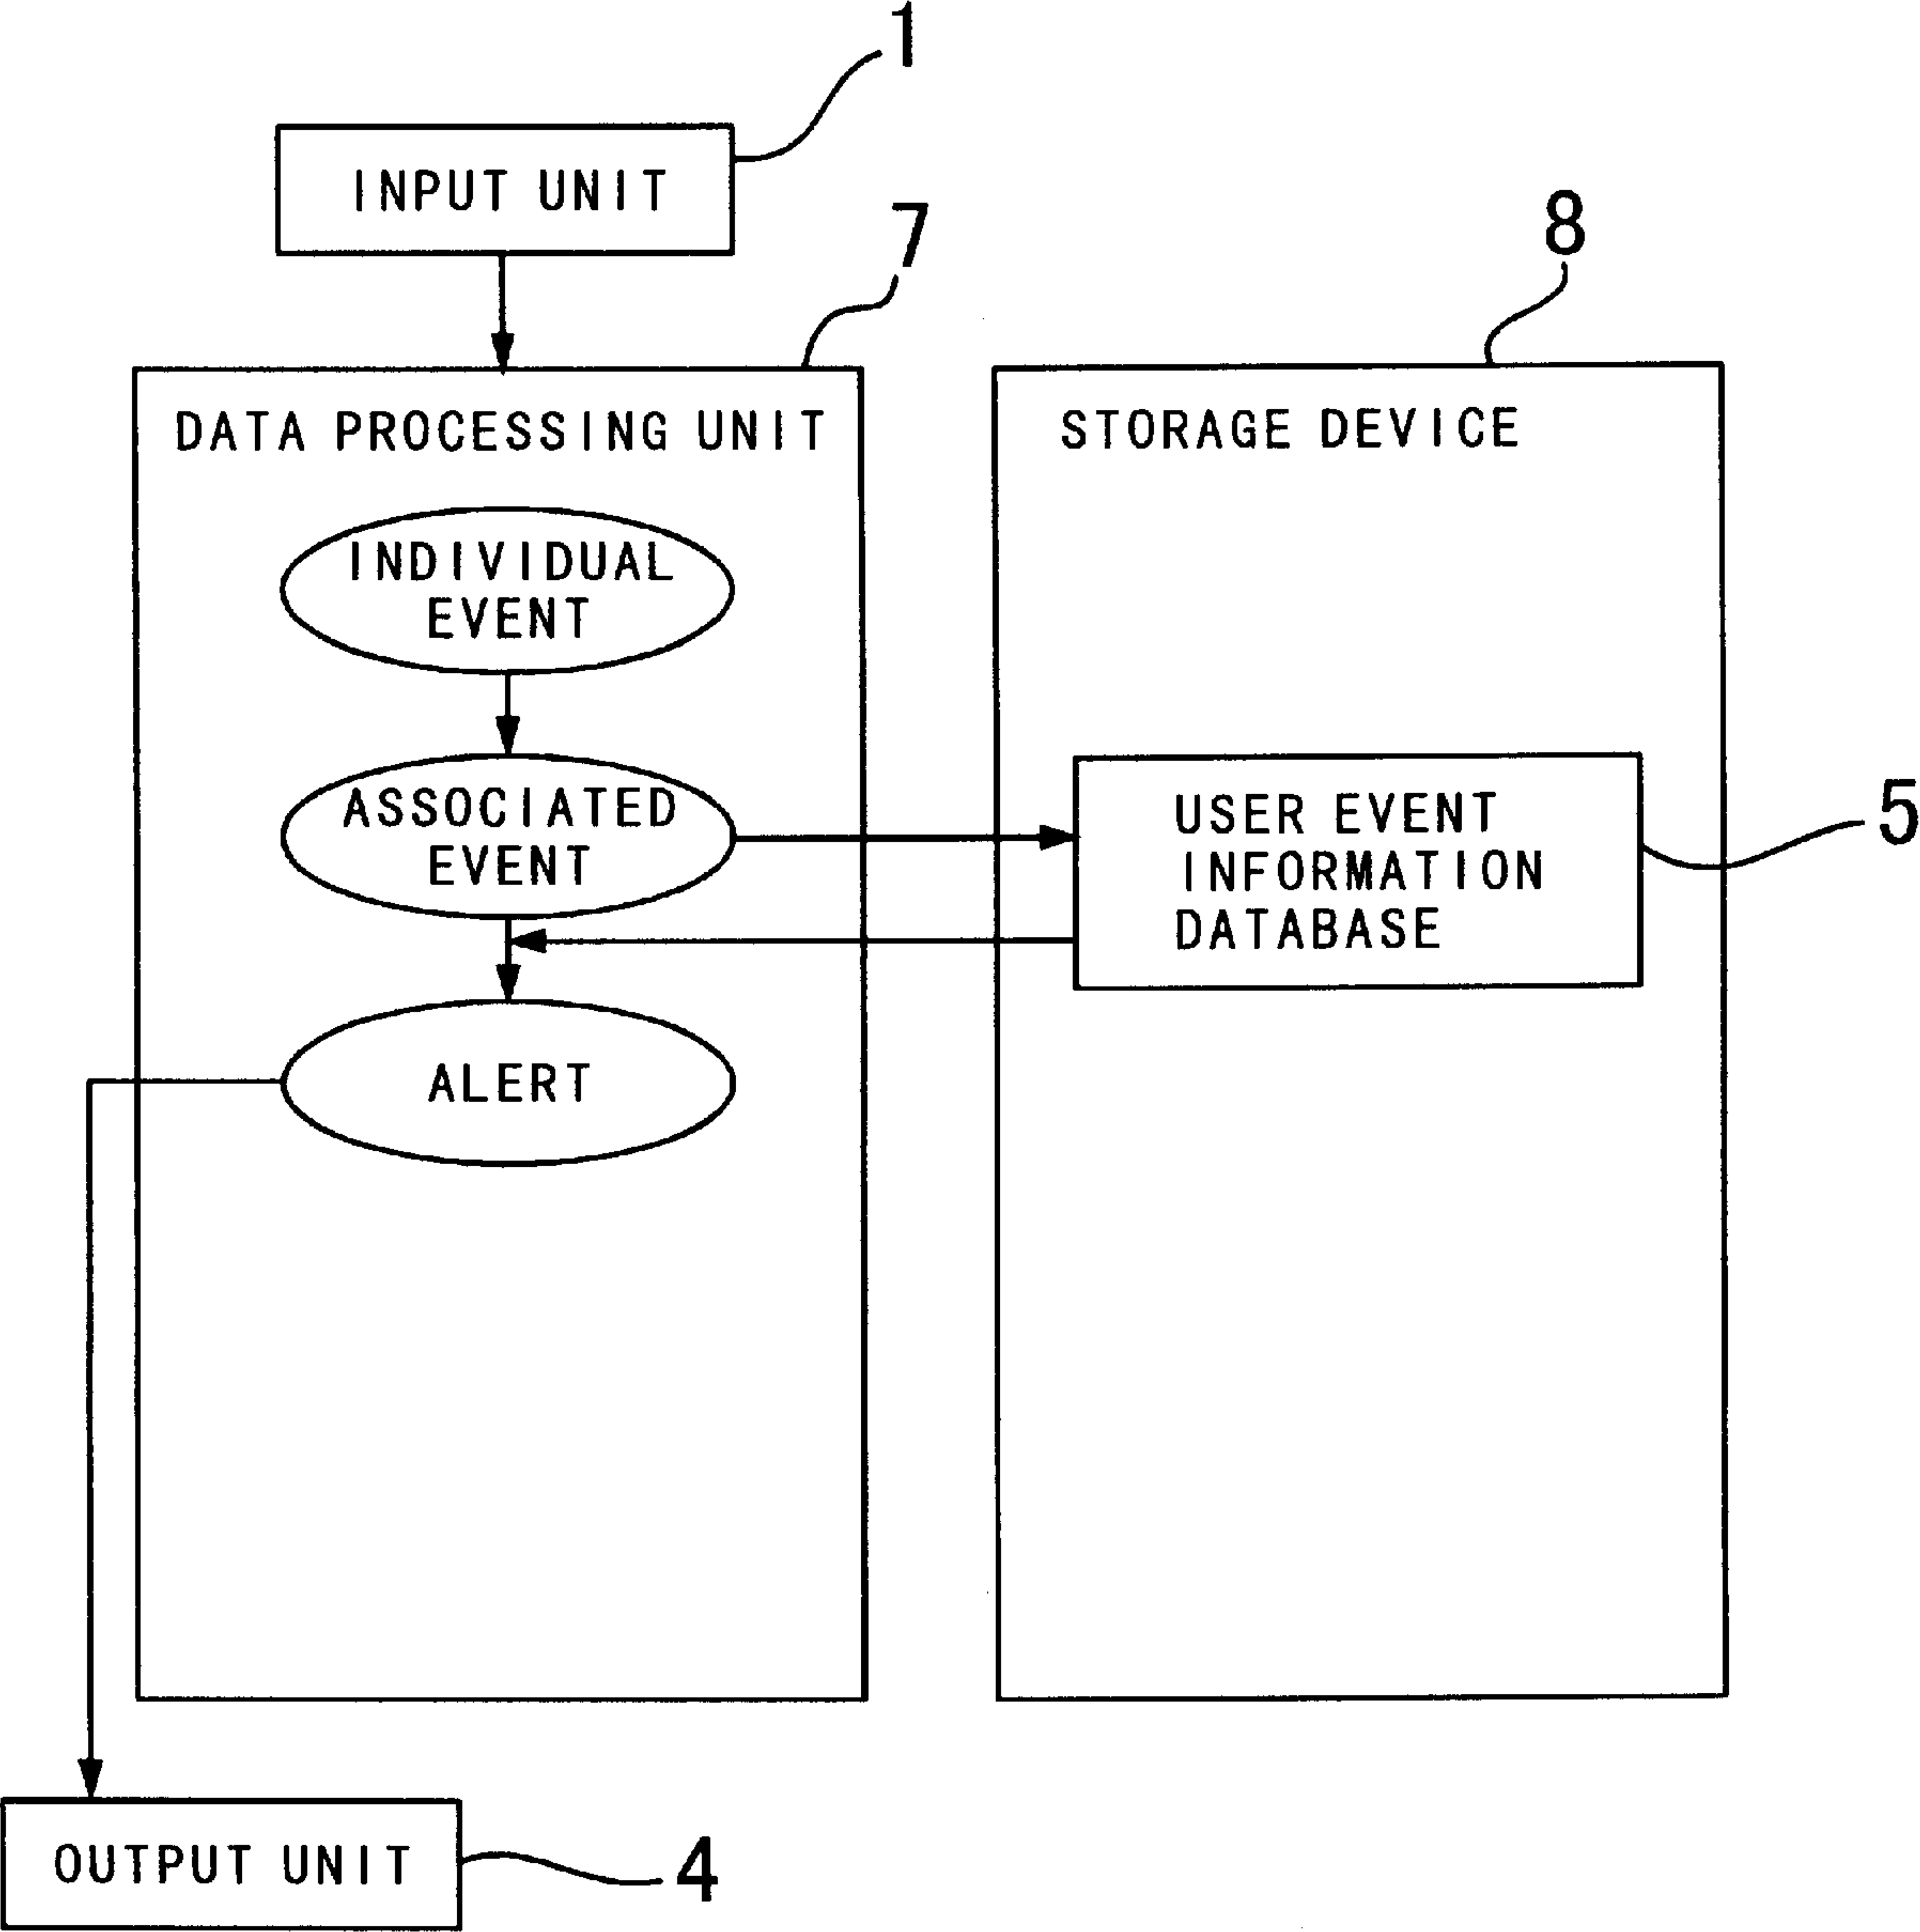 1
INPUT UNIT
7
8
DATA PROCESSING UNIT
STORAGE DEVICE
INDIVIDUAL
EVENT
ASSOCIATED
EVENT
USER EVENT
INFORMATION
DATABASE
5
ALERT
OUTPUT UNIT
4